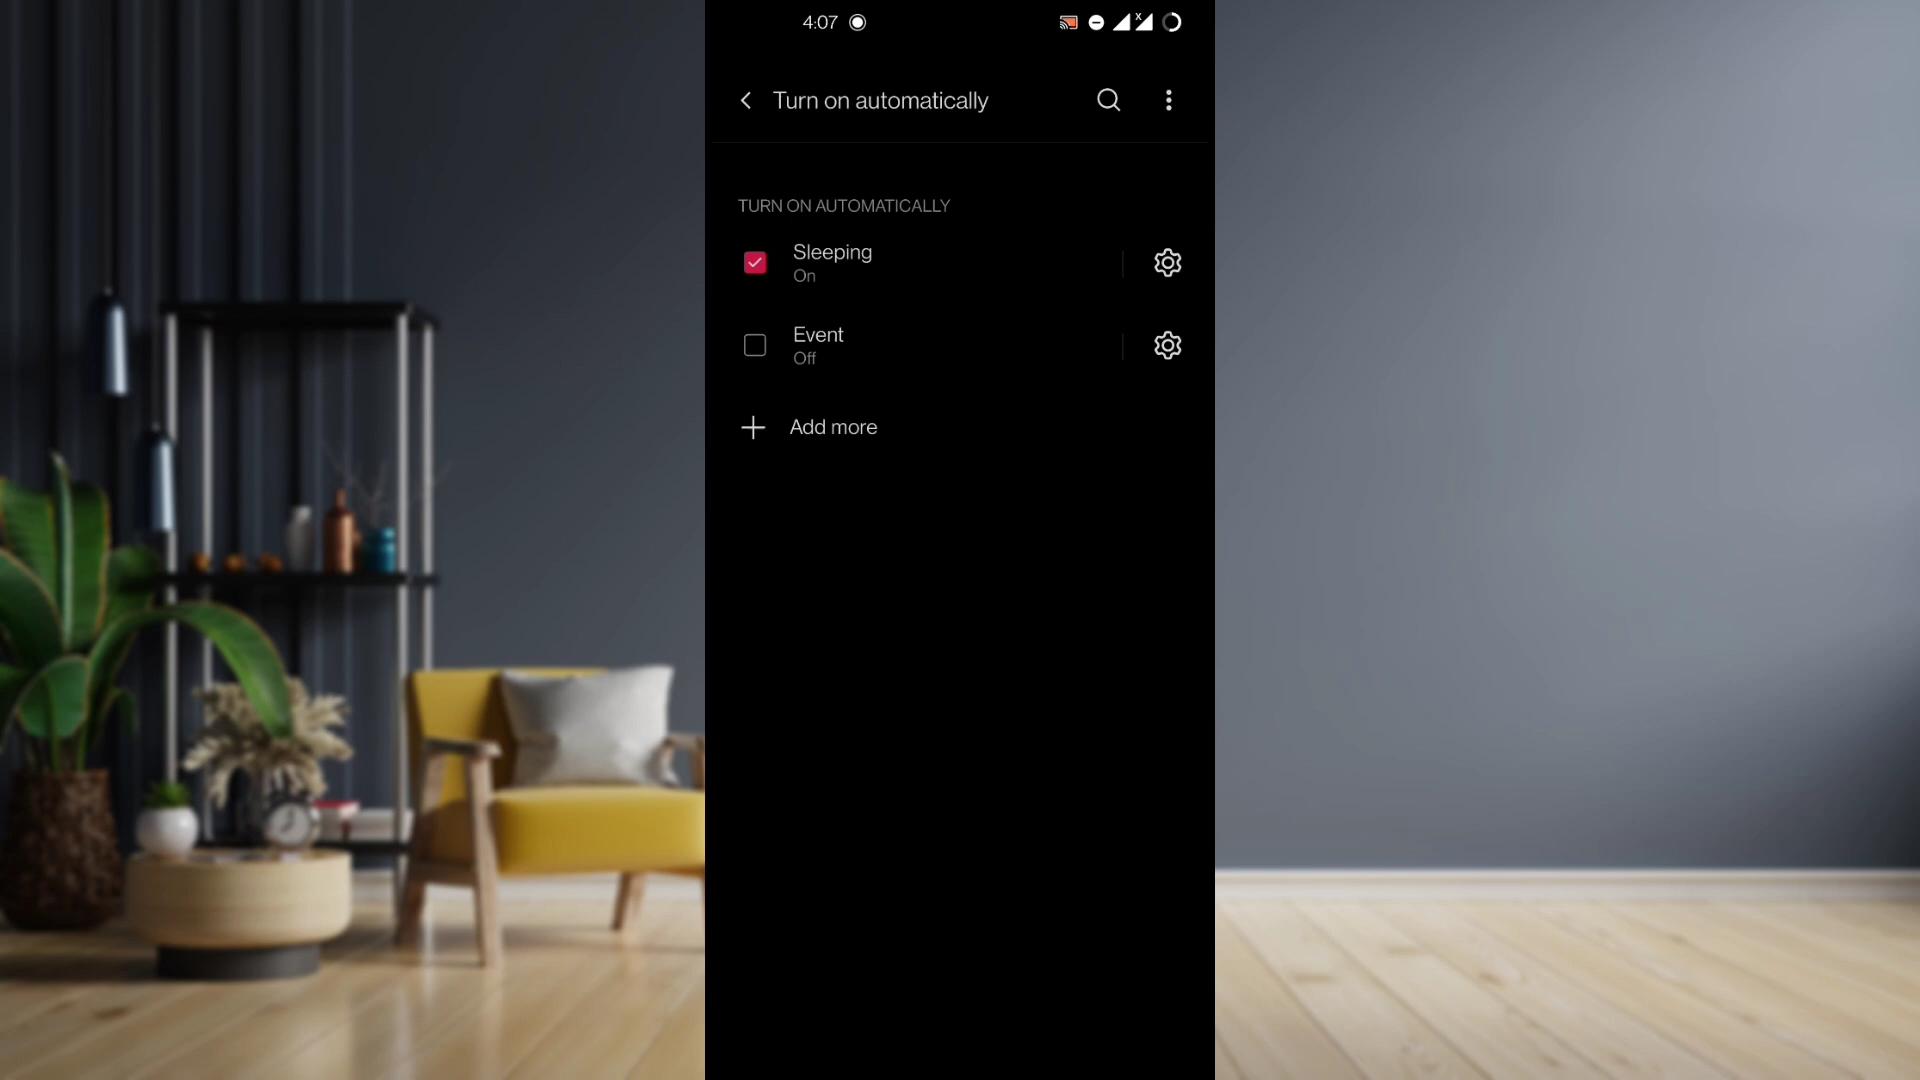 4:07
Turn on automatically
TURN ON AUTOMATICALLY
Sleeping
On
Event
Off
Add more